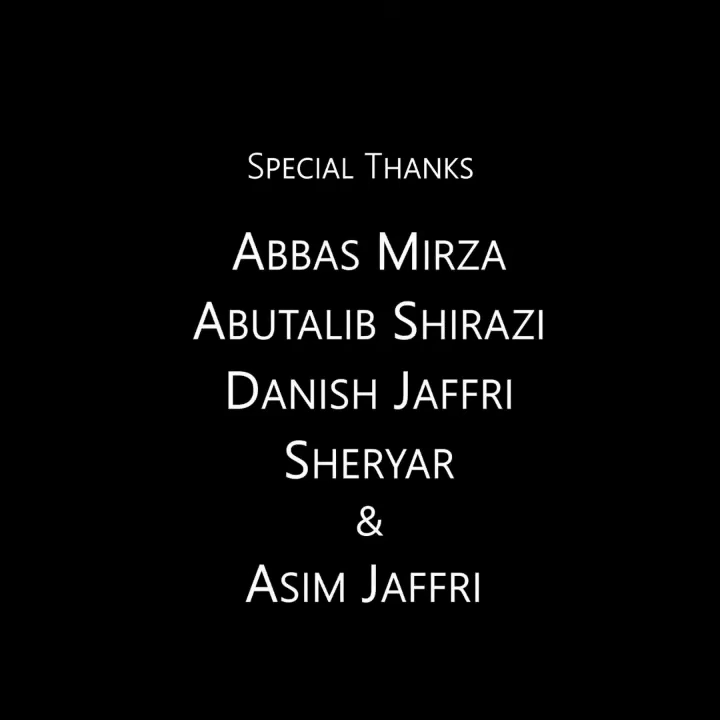 Special Thanks
Abbas Mirza
Abutalib Shirazi
Danish Jaffri
Sheryar
&
Asim Jaffri